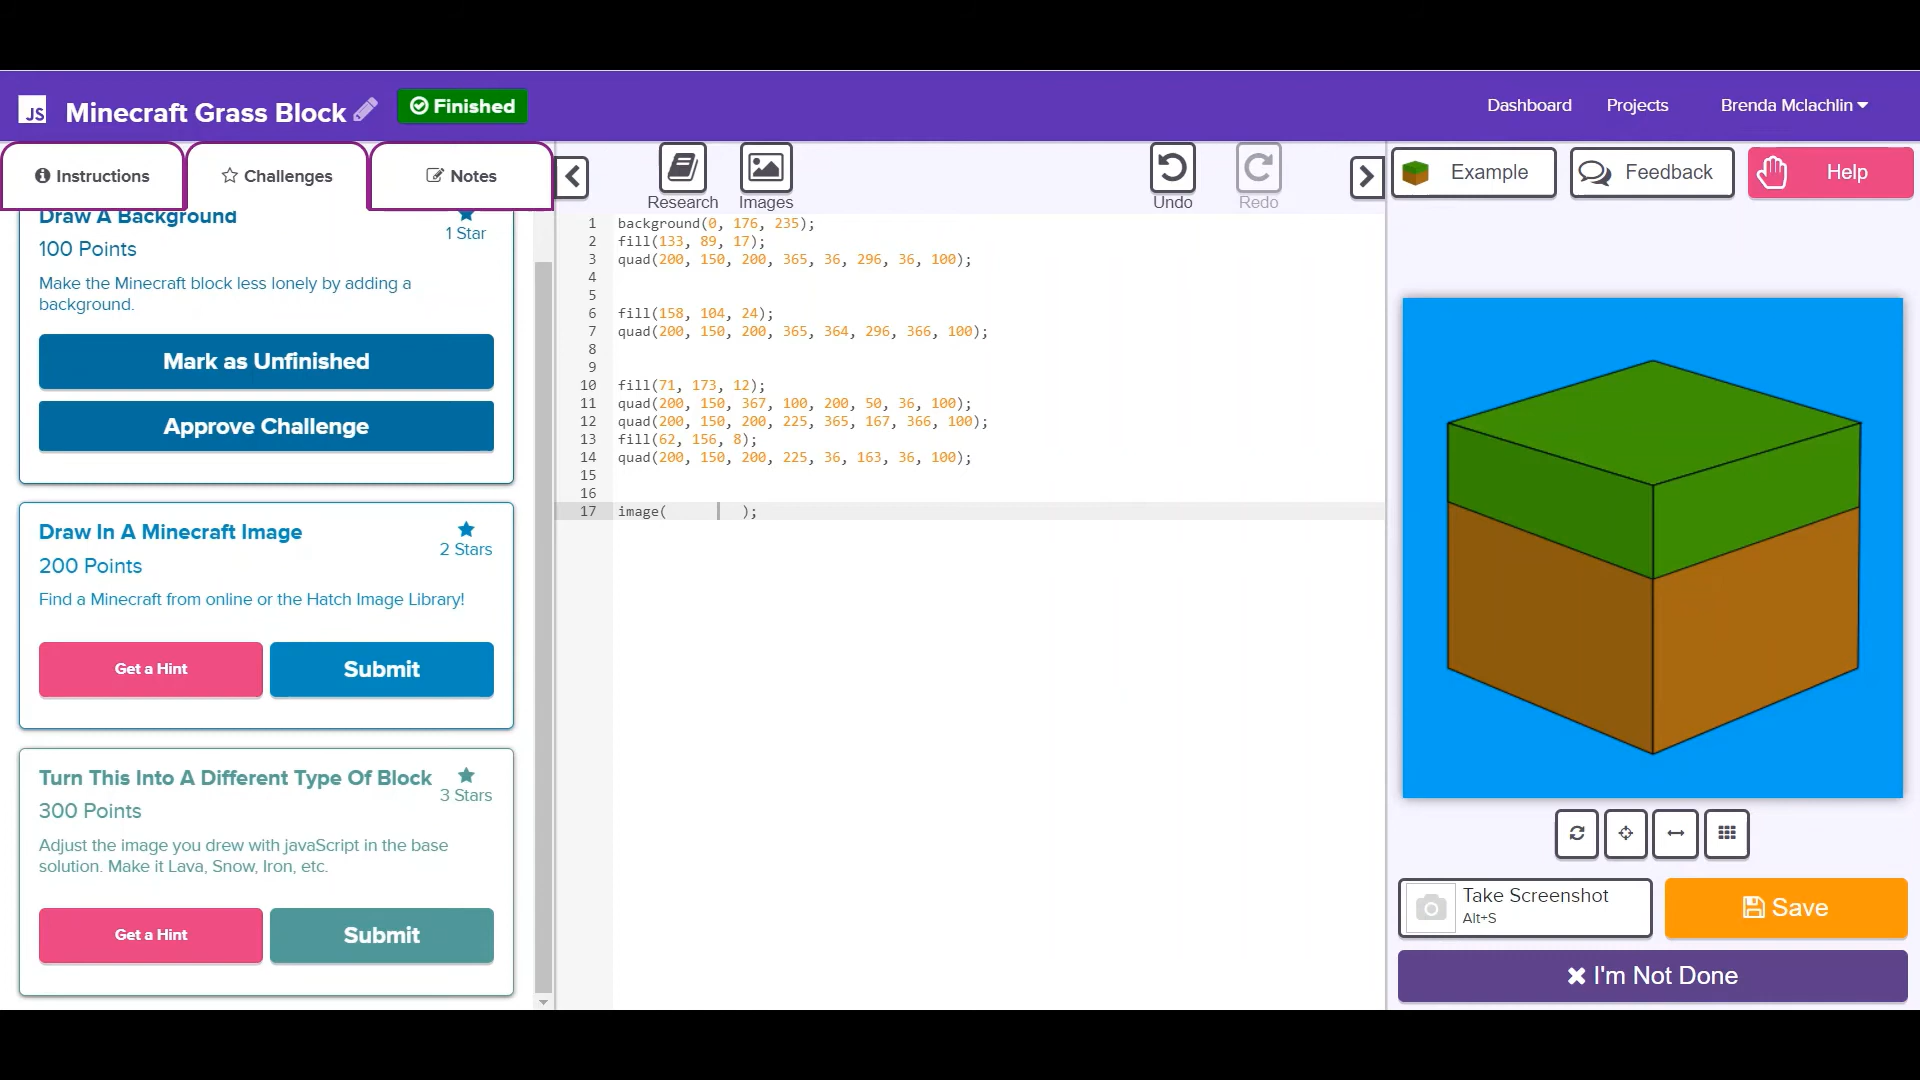 JS Minecraft Grass Block Finished
Dashboard Projects Brenda Mclachlin
Instructions Challenges Notes
Draw A Background
1 Star
100 Points
Make the Minecraft block less lonely by adding a
background.
Mark as Unfinished
Approve Challenge
Draw In A Minecraft Image
2 Stars
200 Points
Find a Minecraft from online or the Hatch Image Library!
Get a Hint Submit
Turn This Into A Different Type Of Block
3 Stars
300 Points
Adjust the image you drew with javaScript in the base
solution. Make it Lava, Snow, Iron, etc.
Get a Hint Submit
Research Images Undo Redo
1 background(0, 176, 235);
2 fill(133, 89, 17);
3 quad(200, 150, 200, 365, 36, 296, 36, 100);
4
5
6 fill(158, 104, 24);
7 quad(200, 150, 200, 365, 364, 296, 366, 100);
8
9
10 fill(71, 173, 12);
11 quad(200, 150, 367, 100, 200, 50, 36, 100);
12 quad(200, 150, 200, 225, 365, 167, 366, 100);
13 fill(62, 156, 8);
14 quad(200, 150, 200, 225, 36, 163, 36, 100);
15
16
17 image( );
Example Feedback Help
Take Screenshot
Alt+S
Save
I'm Not Done